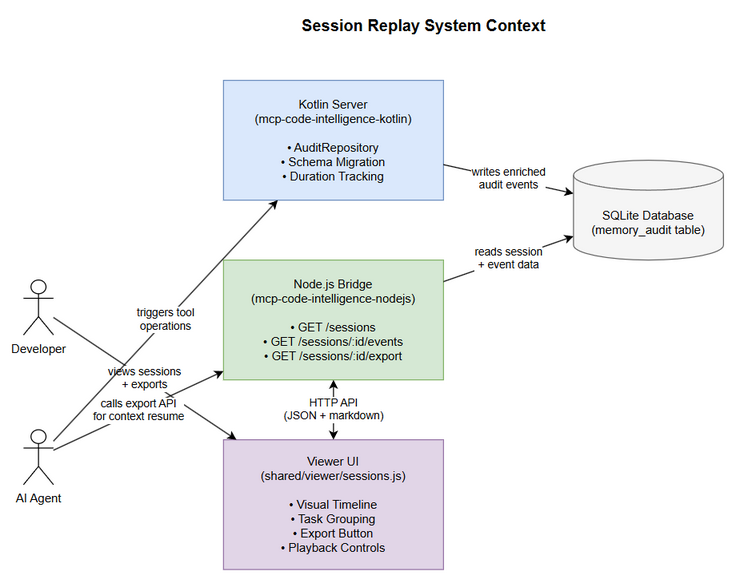 Session Replay System Context
Kotlin Server
(mcp-code-intelligence-kotlin)
• AuditRepository
• Schema Migration
• Duration Tracking
writes enriched
audit events
SQLite Database
(memory_audit table)
reads session
+ event data
Node.js Bridge
(mcp-code-intelligence-nodejs)
• GET /sessions
• GET /sessions/:id/events
• GET /sessions/:id/export
triggers tool
operations
Developer
views sessions
+ exports
calls export API
for context resume
HTTP API
(JSON + markdown)
AI Agent
Viewer UI
(shared/viewer/sessions.js)
• Visual Timeline
• Task Grouping
• Export Button
• Playback Controls